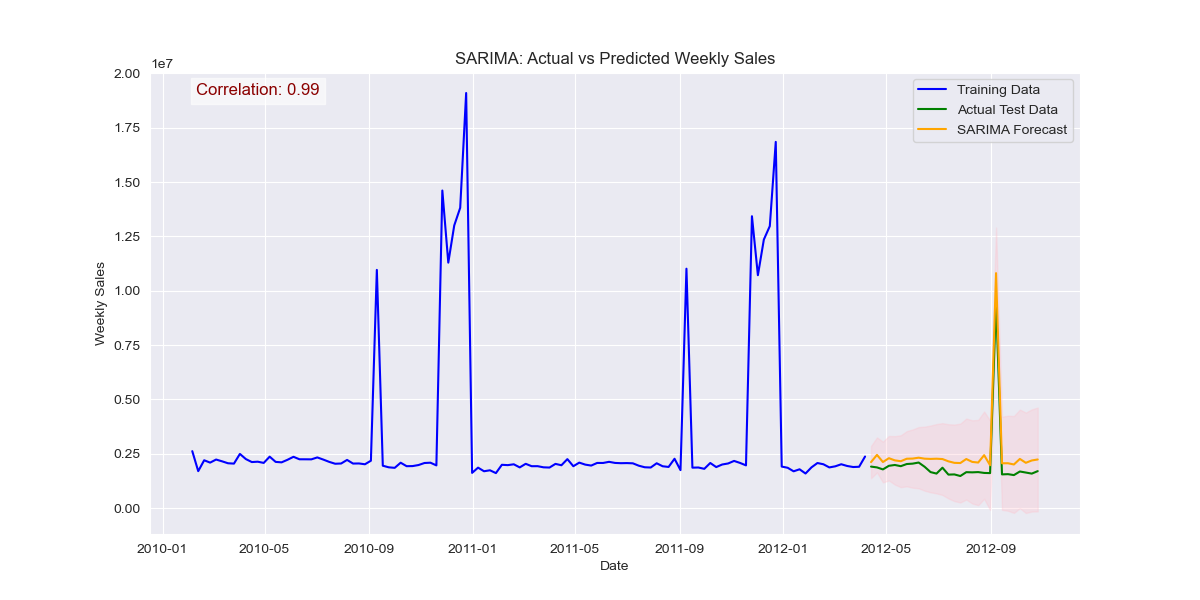 SARIMA: Actual vs Predicted Weekly Sales
1e7
Correlation: 0.99
Training Data
Actual Test Data
SARIMA Forecast
2.00
1.75
1.50
1.25
1.00
0.75
0.50
0.25
0.00
Weekly Sales
2010-01 2010-05 2010-09 2011-01 2011-05 2011-09 2012-01 2012-05 2012-09
Date